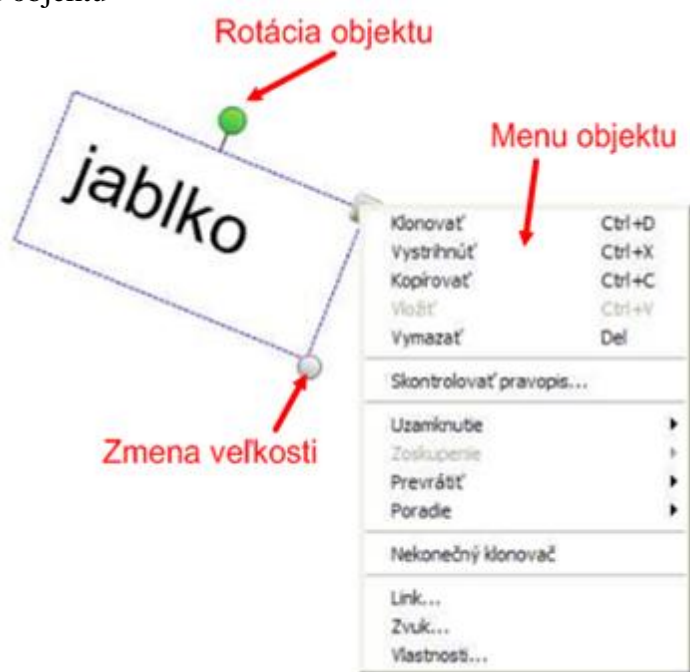 objektu
Rotácia objektu
jablko
Menu objektu
Klonovať Ctrl+D
Vystrihnúť Ctrl+X
Kopírovať Ctrl+C
Vložiť Ctrl+V
Vymazať Del
Skontrolovať pravopis...
Uzamknutie
Zoskupenie
Prevrátiť
Poradie
Nekonečný klonovač
Link...
Zvuk...
Vlastnosti...
Zmena veľkosti